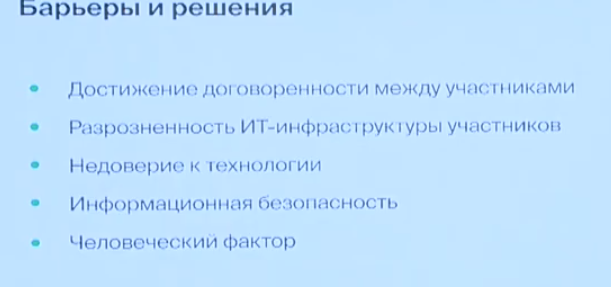 Барьеры и решения
Достижение договоренности между участниками
Разрозненность ИТ-инфраструктуры участников
Недоверие к технологии
Информационная безопасность
Человеческий фактор